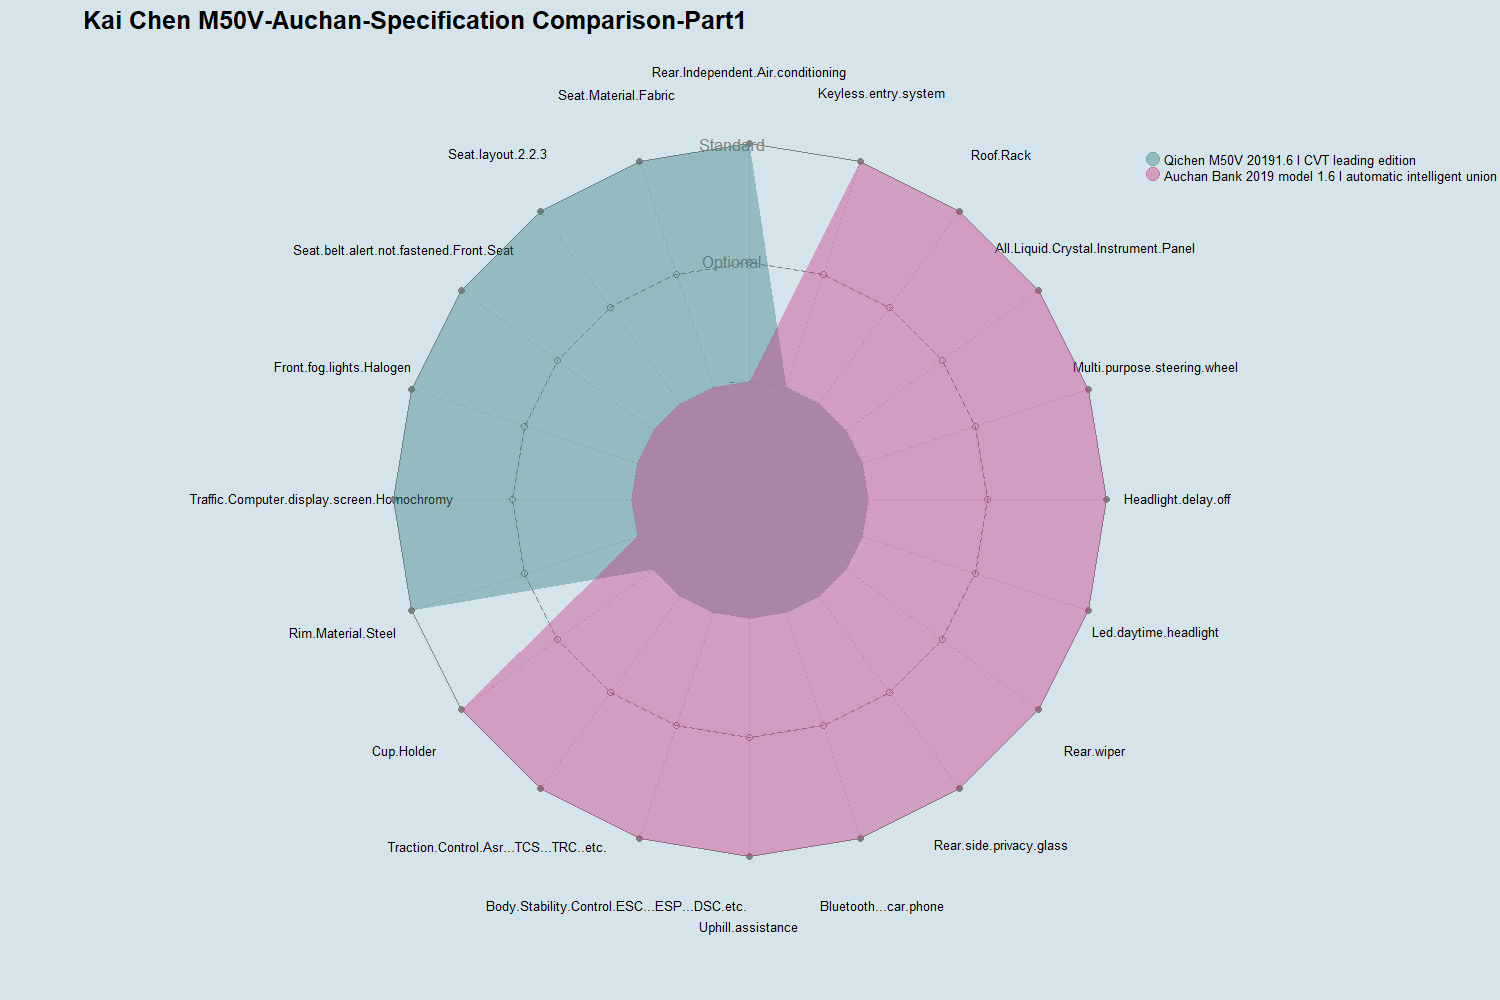 Kai Chen M50V-Auchan-Specification Comparison-Part1
Rear.Independent.Air.conditioning
Seat.Material.Fabric
Keyless.entry.system
Standard
Seat.layout.2.2.3
Roof.Rack
Qichen M50V 20191.6 l CVT leading edition
Auchan Bank 2019 model 1.6 l automatic intelligent union
Seat.belt.alert.not.fastened.Front.Seat
All.Liquid.Crystal.Instrument.Panel
Optional
Front.fog.lights.Halogen
Multi.purpose.steering.wheel
-
Traffic.Computer.display.screen.Homochromy
Headlight.delay.off
Rim.Material.Steel
Led.daytime.headlight
Cup.Holder
Rear.wiper
Traction.Control.Asr...TCS...TRC..etc.
Rear.side.privacy.glass
Body.Stability.Control.ESC...ESP...DSC.etc.
Bluetooth...car.phone
Uphill.assistance